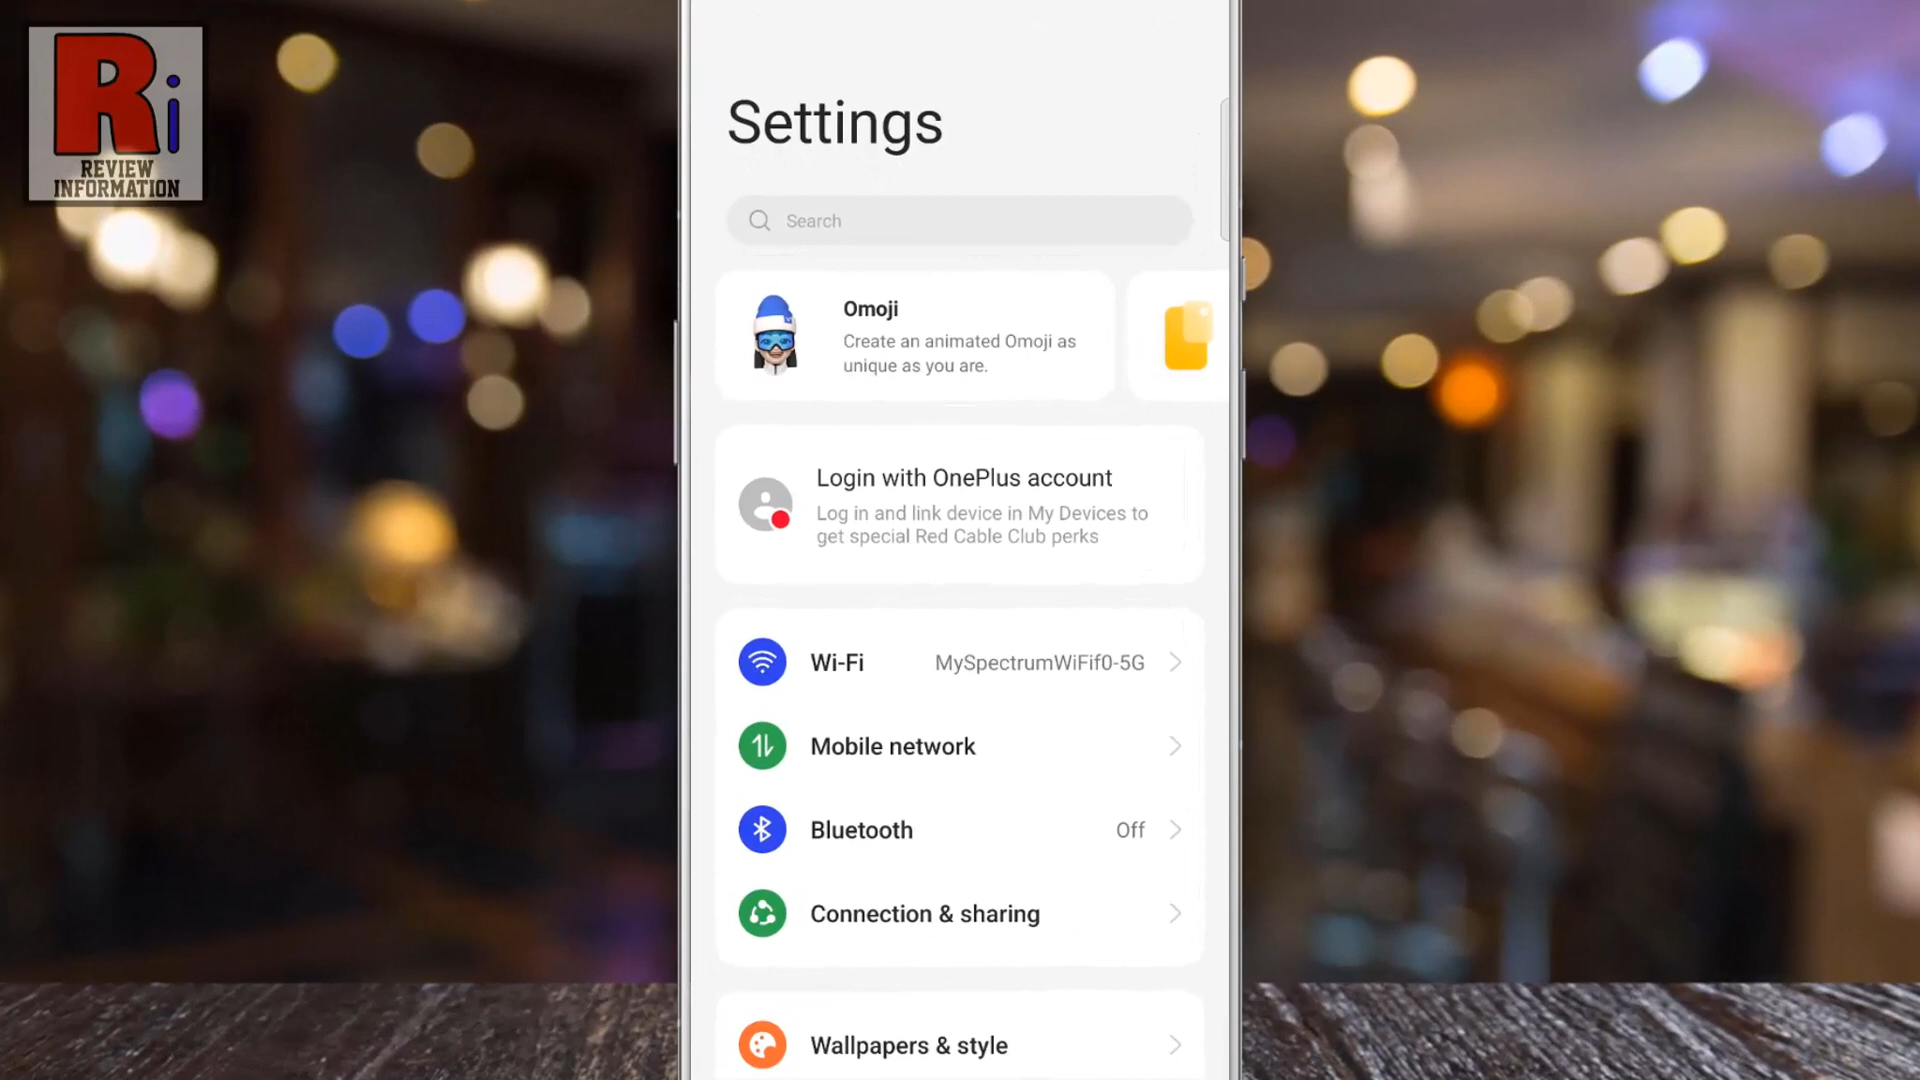 Ri
REVIEW
INFORMATION
Settings
Search
Omoji
Create an animated Omoji as
unique as you are.
Login with OnePlus account
Log in and link device in My Devices to
get special Red Cable Club perks
Wi-Fi MySpectrumWiFif0-5G
Mobile network
Bluetooth Off
Connection & sharing
Wallpapers & style